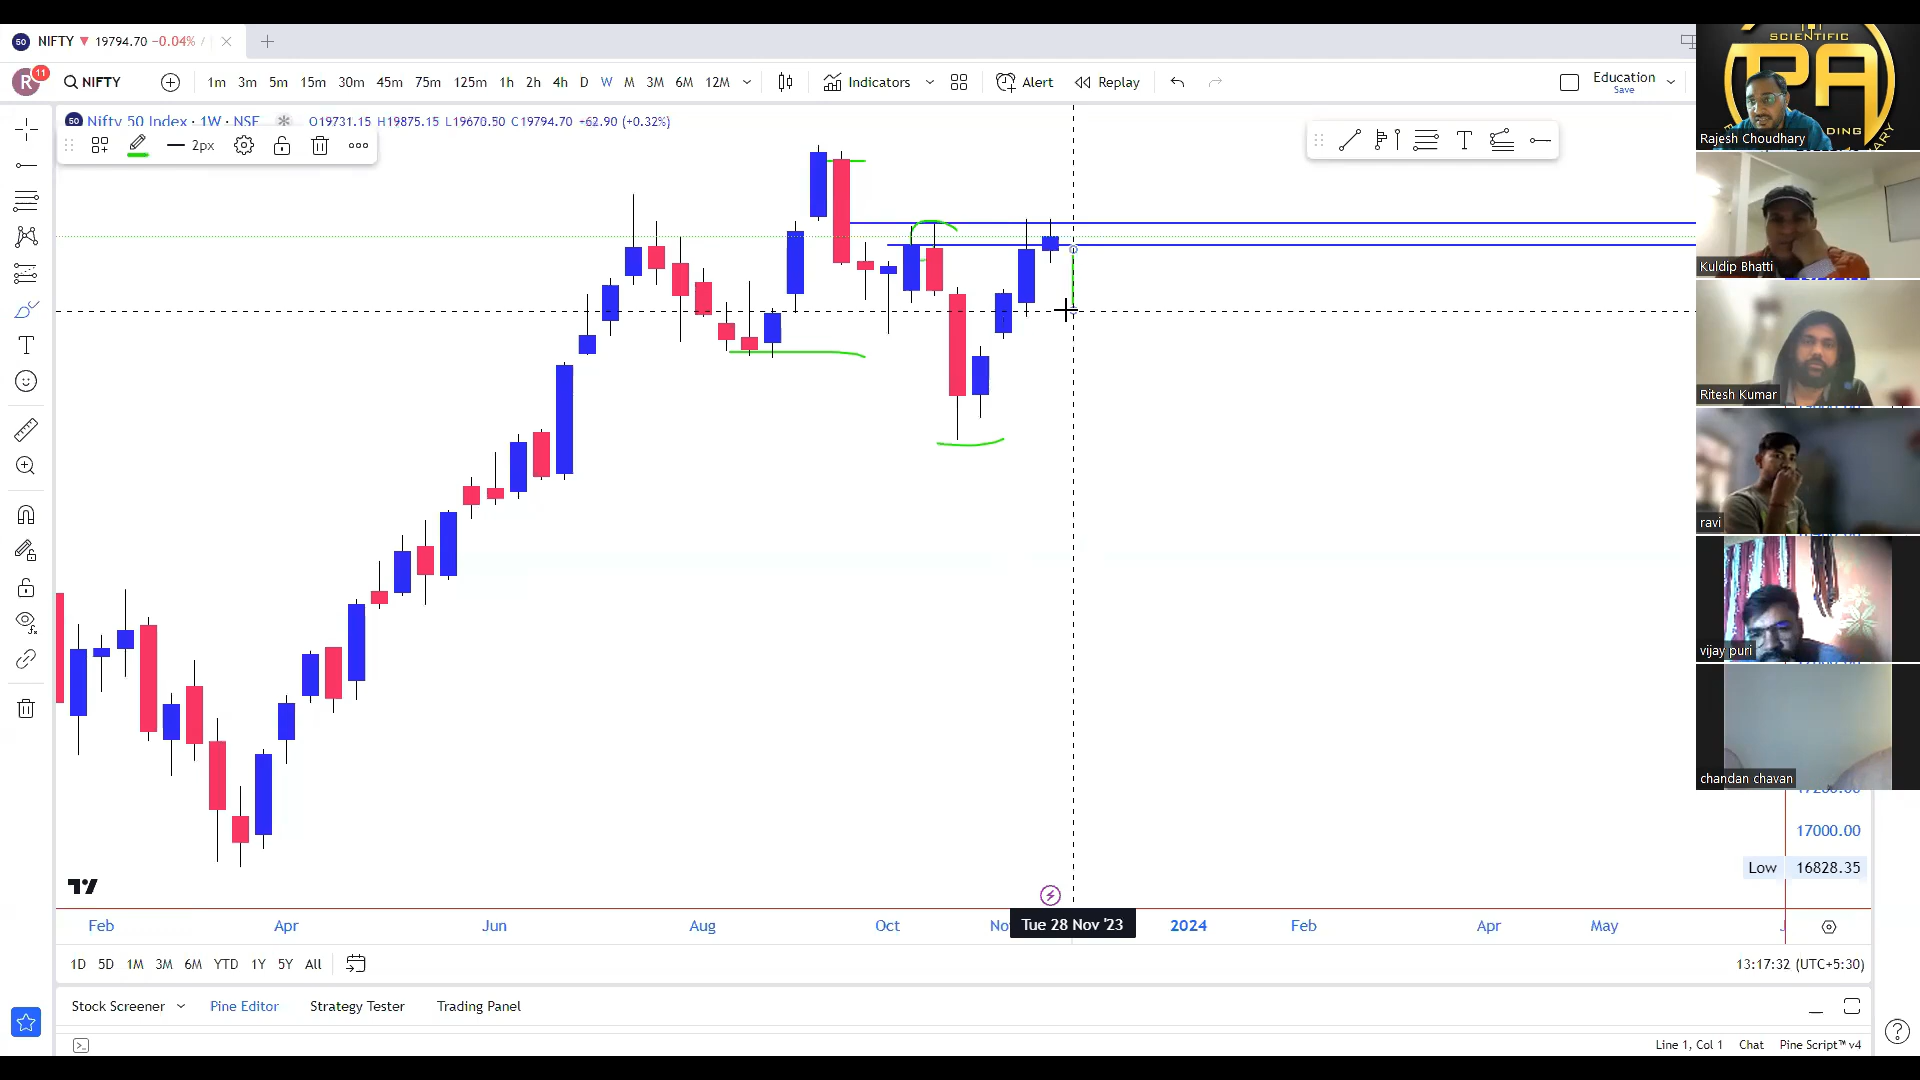 NIFTY 19794.70 −0.04% /
R 11 NIFTY 1m 3m 5m 15m 30m 45m 75m 125m 1h 2h 4h D W M 3M 6M 12M Indicators Alert Replay Education
Save
Nifty 50 Index · 1W · NSE O19731.15 H19875.15 L19670.50 C19794.70 +62.90 (+0.32%)
2px
SCIENTIFIC
PA
Rajesh Choudhary
Kuldip Bhatti
Ritesh Kumar
ravi
vijay puri
chandan chavan
17000.00
Low 16828.35
Feb Apr Jun Aug Oct Tue 28 Nov '23 2024 Feb Apr May
1D 5D 1M 3M 6M YTD 1Y 5Y All 13:17:32 (UTC+5:30)
Stock Screener Pine Editor Strategy Tester Trading Panel
Line 1, Col 1 Chat Pine Script™ v4